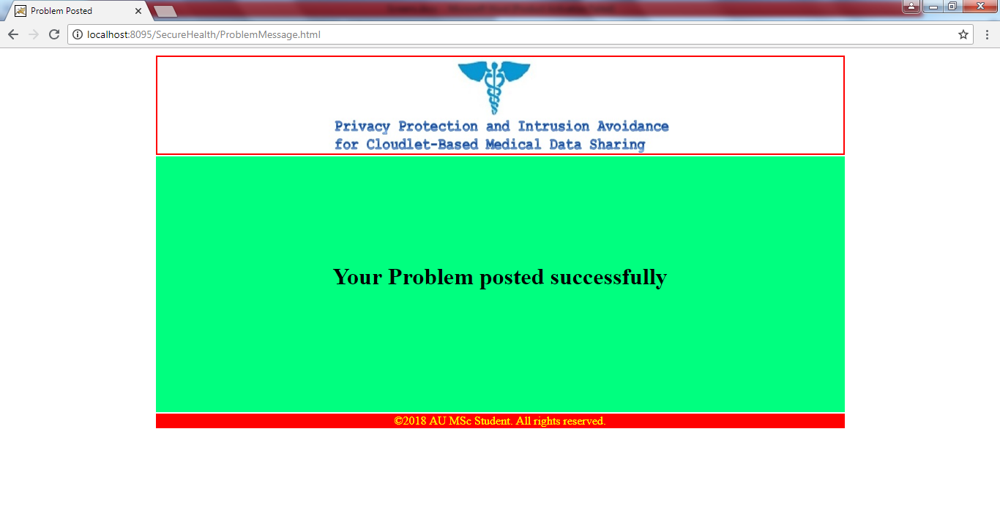 Problem Posted
localhost:8095/SecureHealth/ProblemMessage.html
Privacy Protection and Intrusion Avoidance
for Cloudlet-Based Medical Data Sharing
Your Problem posted successfully
©2018 AU MSc Student. All rights reserved.